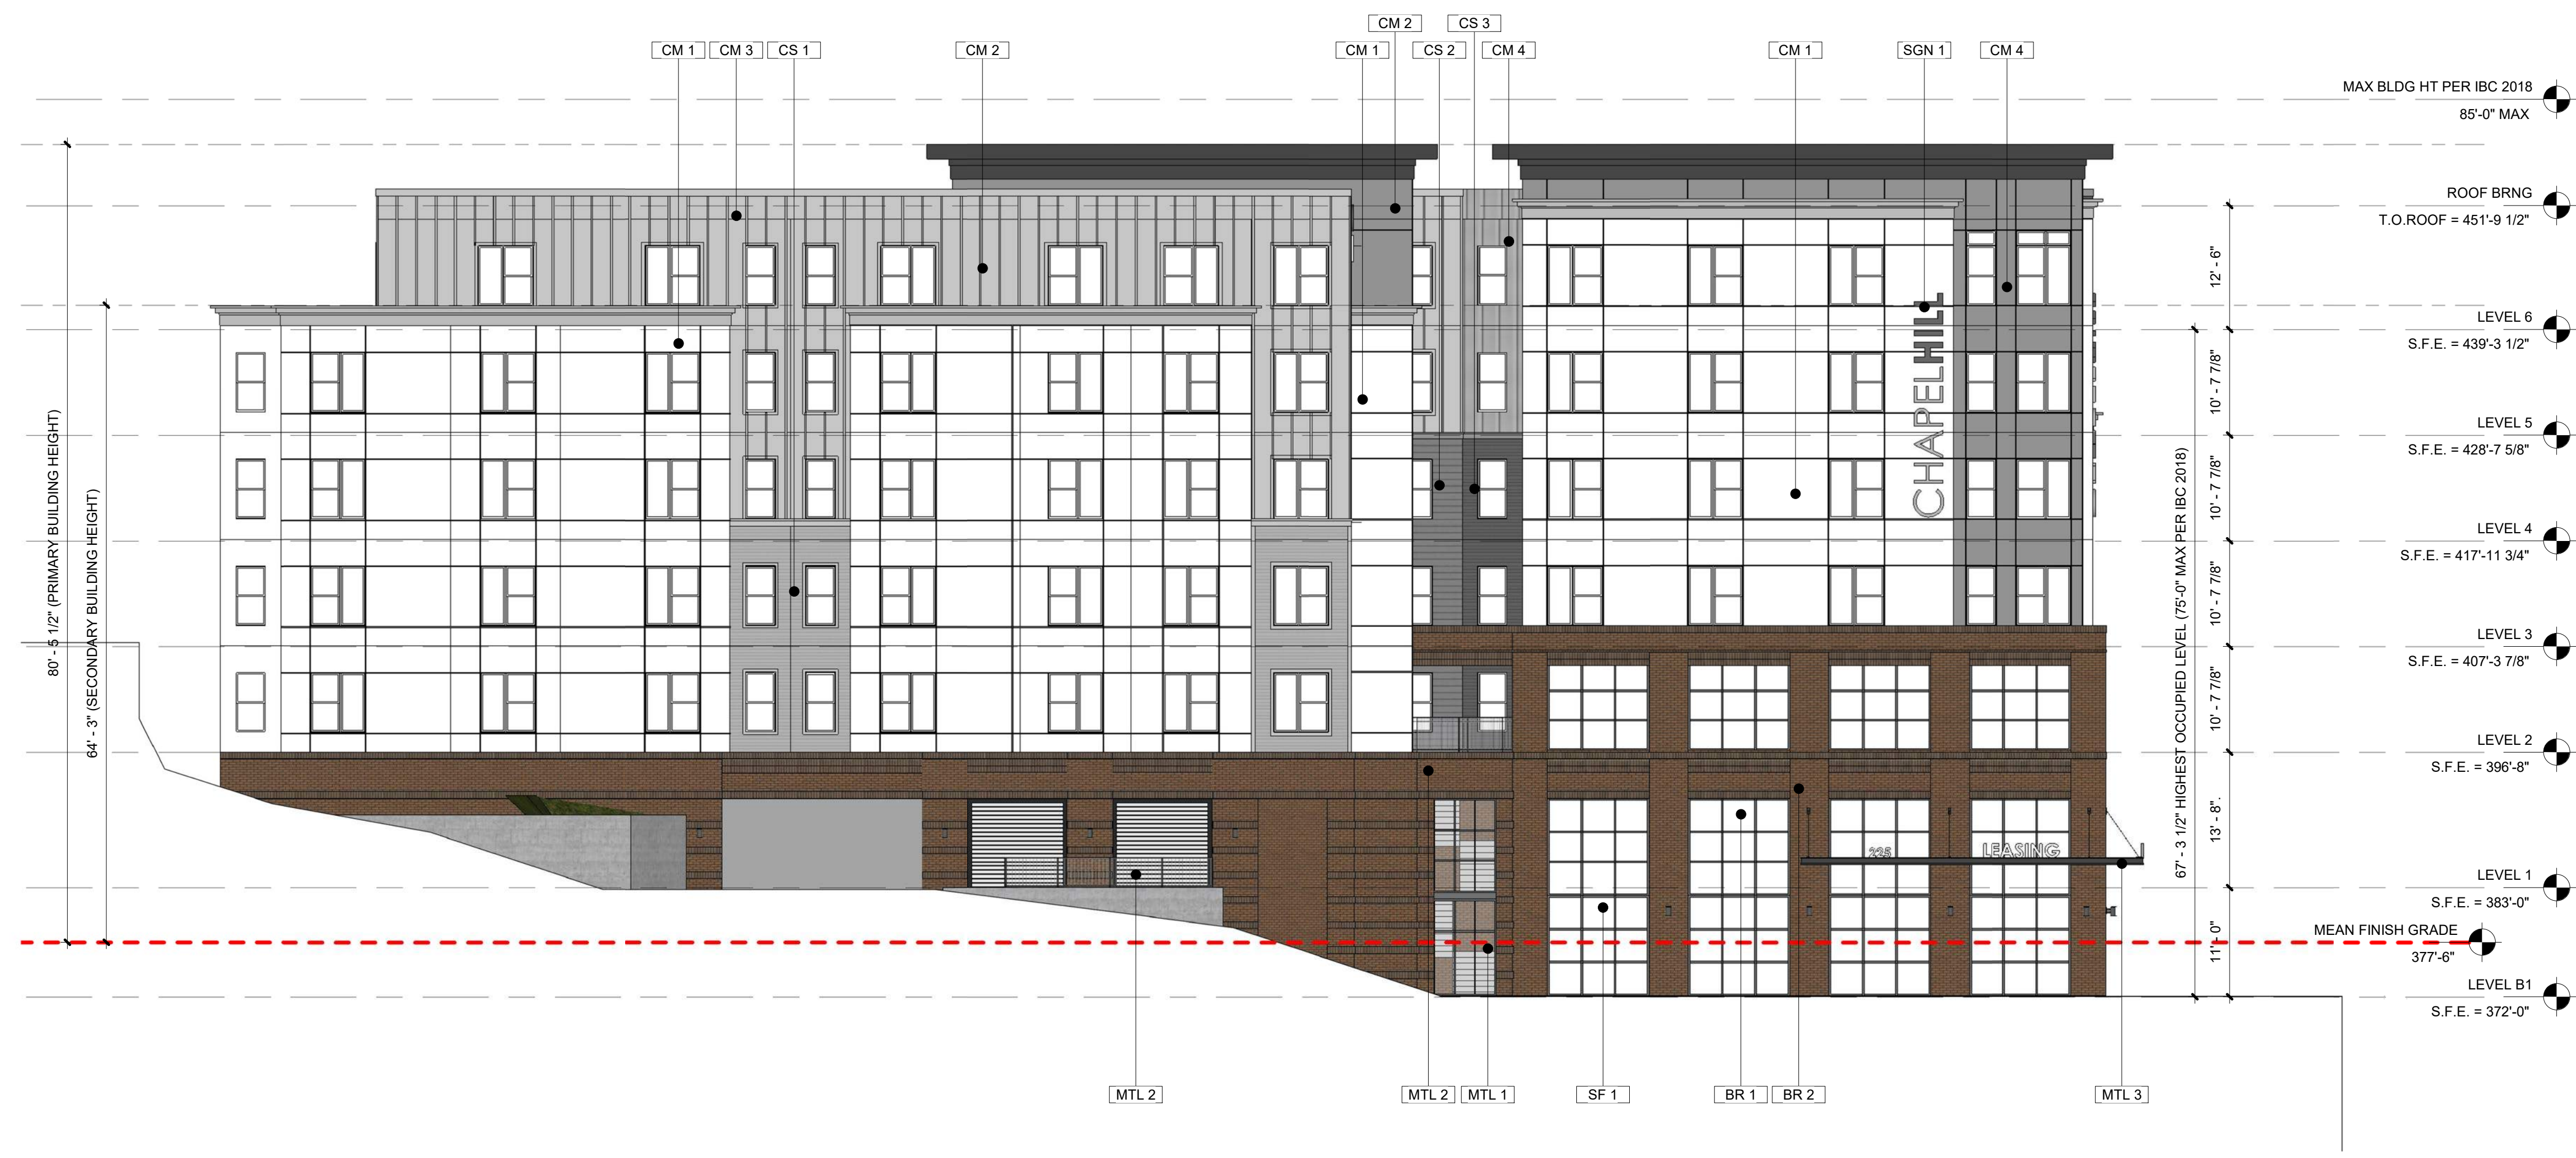 CM 2
CS 3
CM 1
CM 3
CS 1
CM 2
CM 1
CS 2
CM 4
CM 1
SGN 1
CM 4
MAX BLDG HT PER IBC 2018
85'-0" MAX
ROOF BRNG
T.O.ROOF = 451'-9 1/2"
12' - 6"
LEVEL 6
S.F.E. = 439'-3 1/2"
10' - 7 7/8"
LEVEL 5
S.F.E. = 428'-7 5/8"
10' - 7 7/8"
LEVEL 4
S.F.E. = 417'-11 3/4"
10' - 7 7/8"
LEVEL 3
S.F.E. = 407'-3 7/8"
10' - 7 7/8"
LEVEL 2
S.F.E. = 396'-8"
13' - 8".
LEVEL 1
S.F.E. = 383'-0"
11' - 0"
MEAN FINISH GRADE
377'-6"
LEVEL B1
S.F.E. = 372'-0"
80' - 5 1/2" (PRIMARY BUILDING HEIGHT)
64' - 3" (SECONDARY BUILDING HEIGHT)
67' - 3 1/2" HIGHEST OCCUPIED LEVEL (75'-0" MAX PER IBC 2018)
CHAPELHILL
225
LEASING
MTL 2
MTL 2
MTL 1
SF 1
BR 1
BR 2
MTL 3